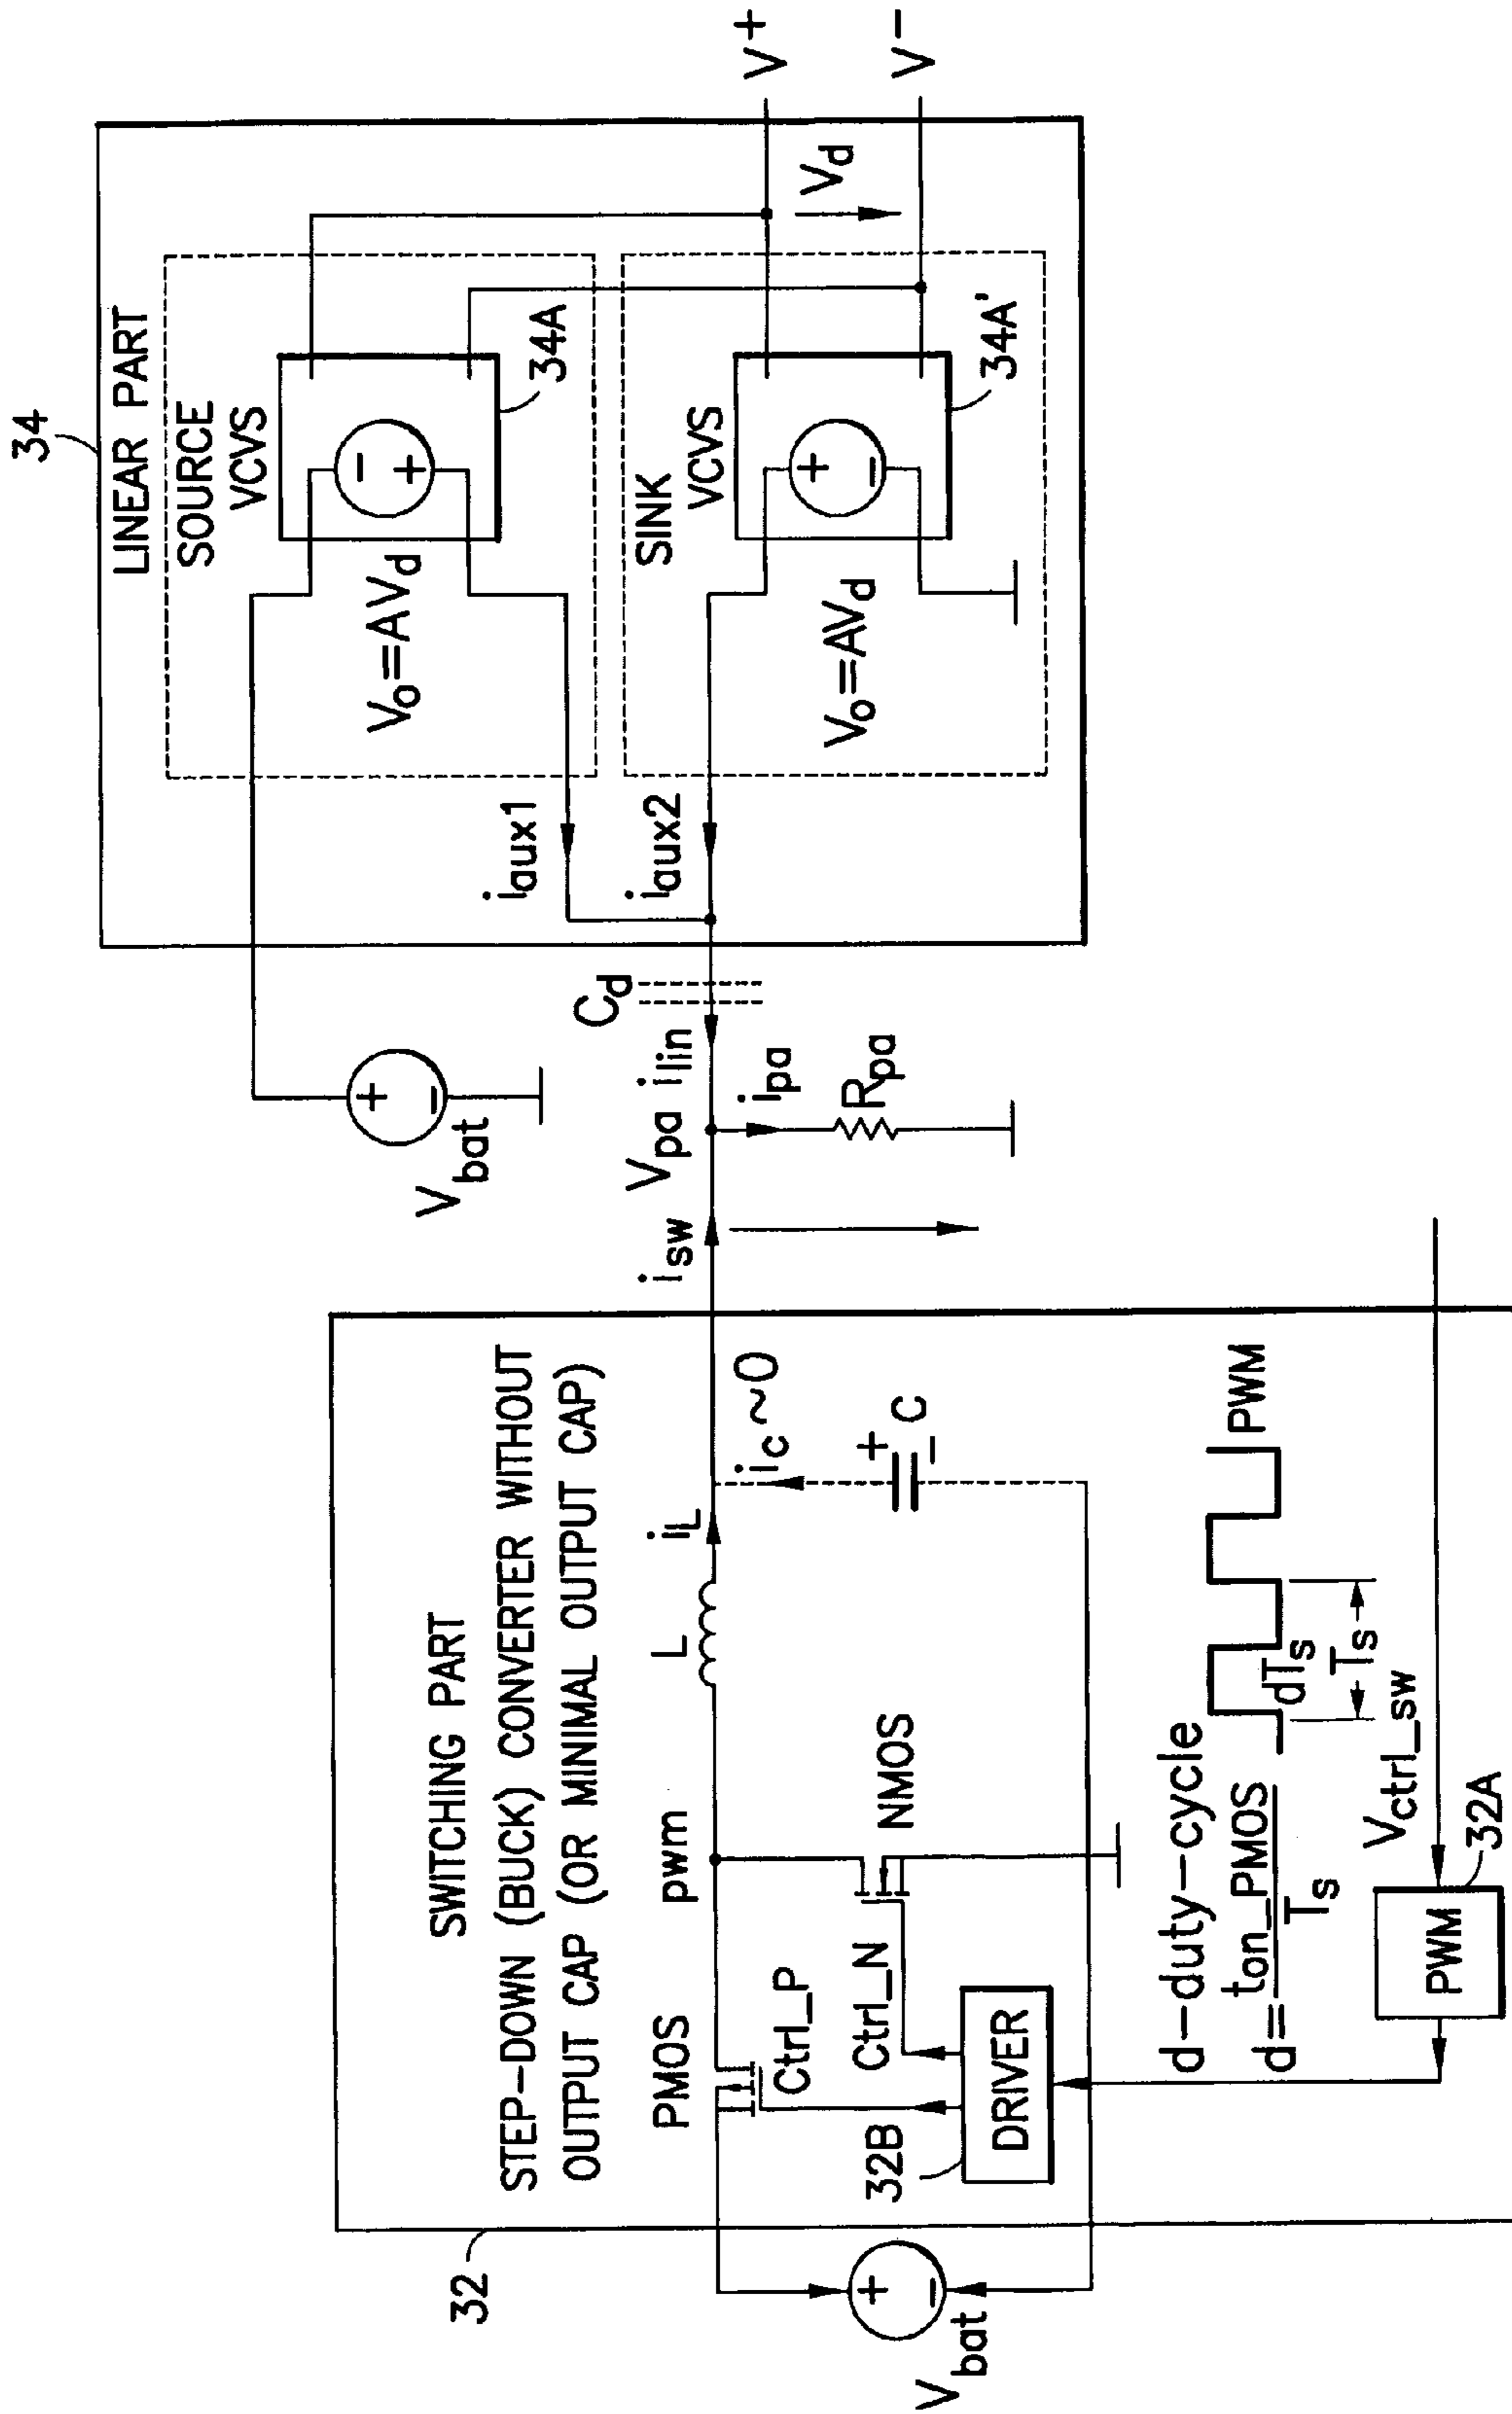 32
SWITCHING PART
STEP-DOWN (BUCK) CONVERTER WITHOUT
OUTPUT CAP (OR MINIMAL OUTPUT CAP)
PMOS
pwm
L
iL
isw
Ctrl_P
Ctrl_N
NMOS
ic ~0
+
-
C
32B
DRIVER
Vbat
+
-
d-duty-cycle
d= ton_PMOS
Ts
dTs
Ts
PWM
Vctrl_sw
PWM
32A
Vbat
+
-
Vpa
ilin
Cd
ipa
Rpa
34
LINEAR PART
SOURCE
VCVS
-
+
Vo=AVd
34A
iaux1
iaux2
SINK
VCVS
+
-
Vo=AVd
34A'
Vd
V+
V-